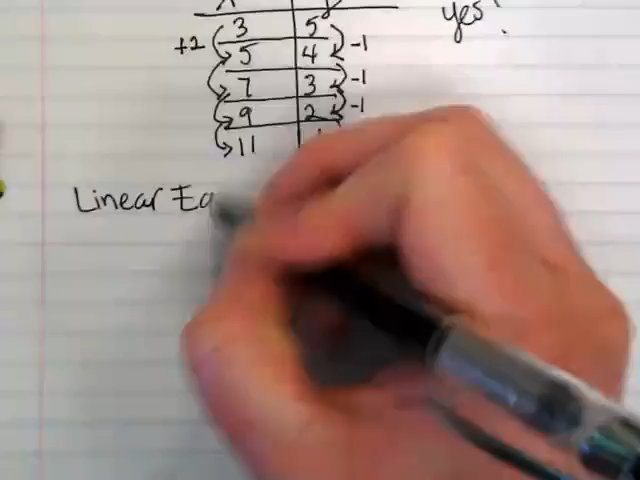 yes!
3 5
+2 5 4 -1
7 3 -1
9 2 -1
11
Linear Eq